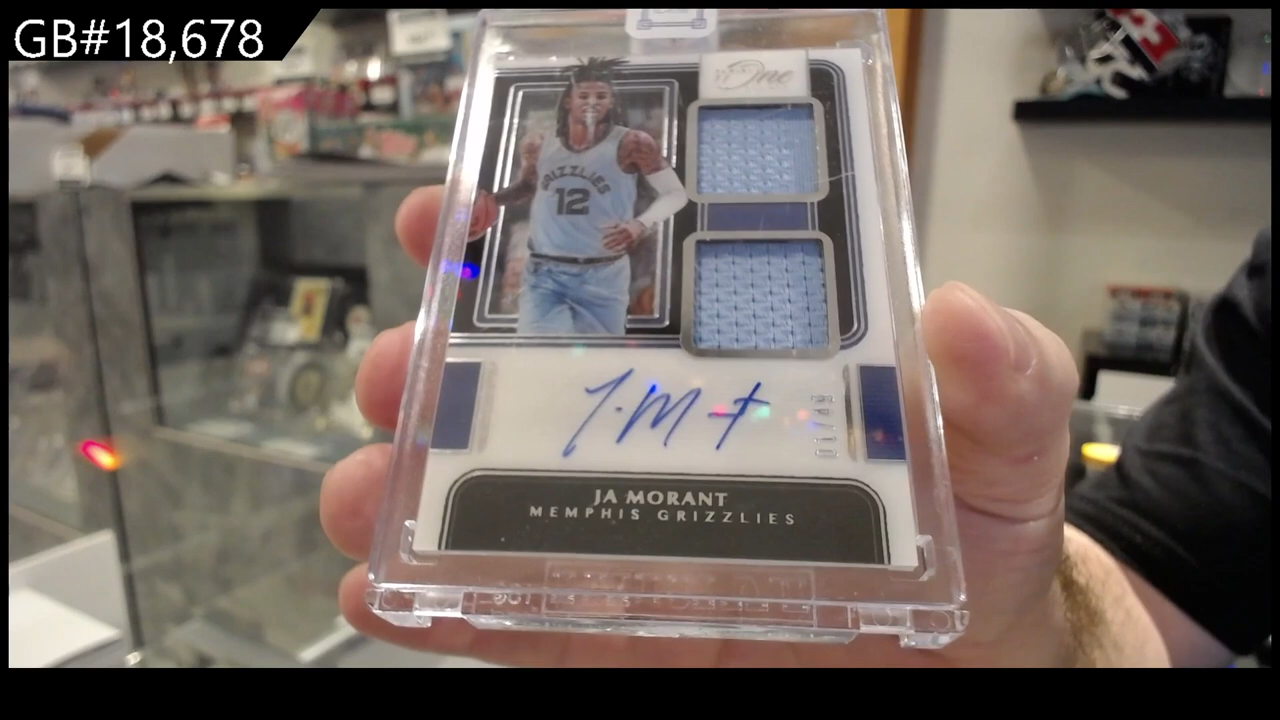 GB#18,678
One
GRIZZLIES
12
JA MORANT
MEMPHIS GRIZZLIES